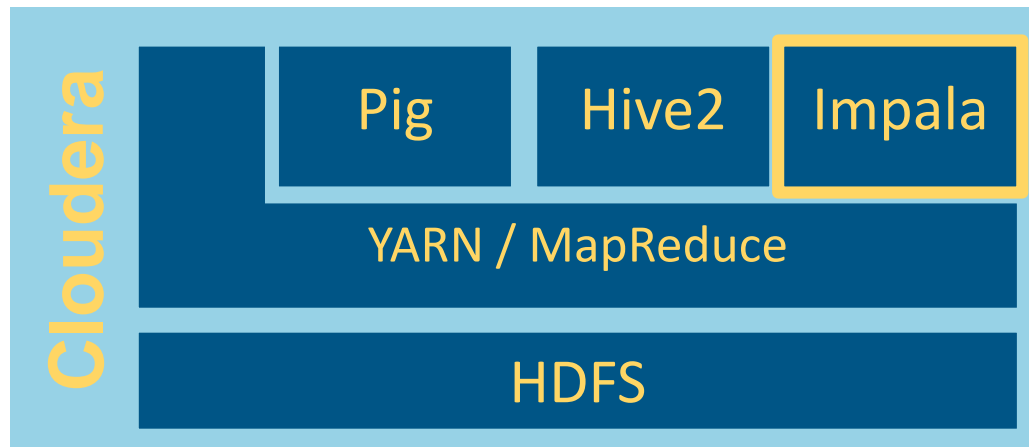 Cloudera
Pig
Hive2
Impala
YARN / MapReduce
HDFS